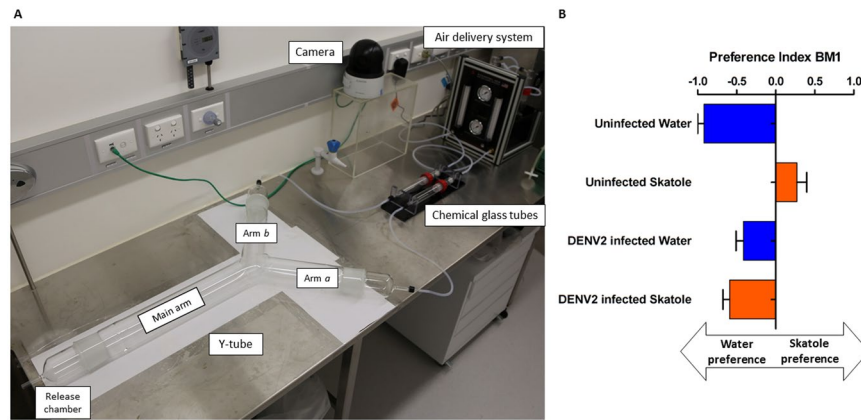 A
Camera
Air delivery system
Chemical glass tubes
Arm b
Arm a
Main arm
Y-tube
Release
chamber
B
Preference Index BM1
-1.0 -0.5 0.0 0.5 1.0
Uninfected Water
Uninfected Skatole
DENV2 infected Water
DENV2 infected Skatole
Water
preference
Skatole
preference